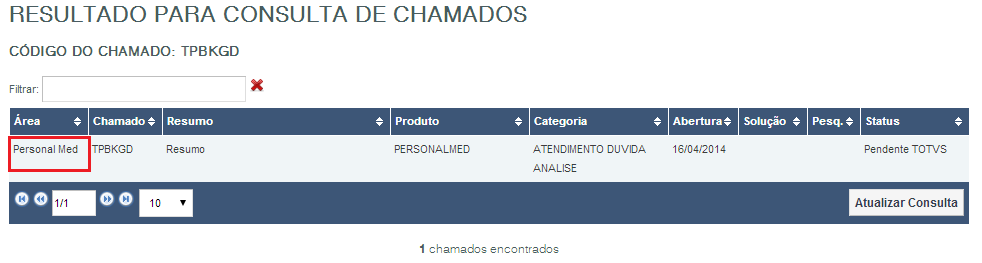 RESULTADO PARA CONSULTA DE CHAMADOS
CÓDIGO DO CHAMADO: TPBKGD
Filtrar:
Área Chamado Resumo Produto Categoria Abertura Solução Pesq. Status
Personal Med TPBKGD Resumo PERSONALMED ATENDIMENTO DUVIDA 16/04/2014 Pendente TOTVS
ANALISE
1/1 10 Atualizar Consulta
1 chamados encontrados